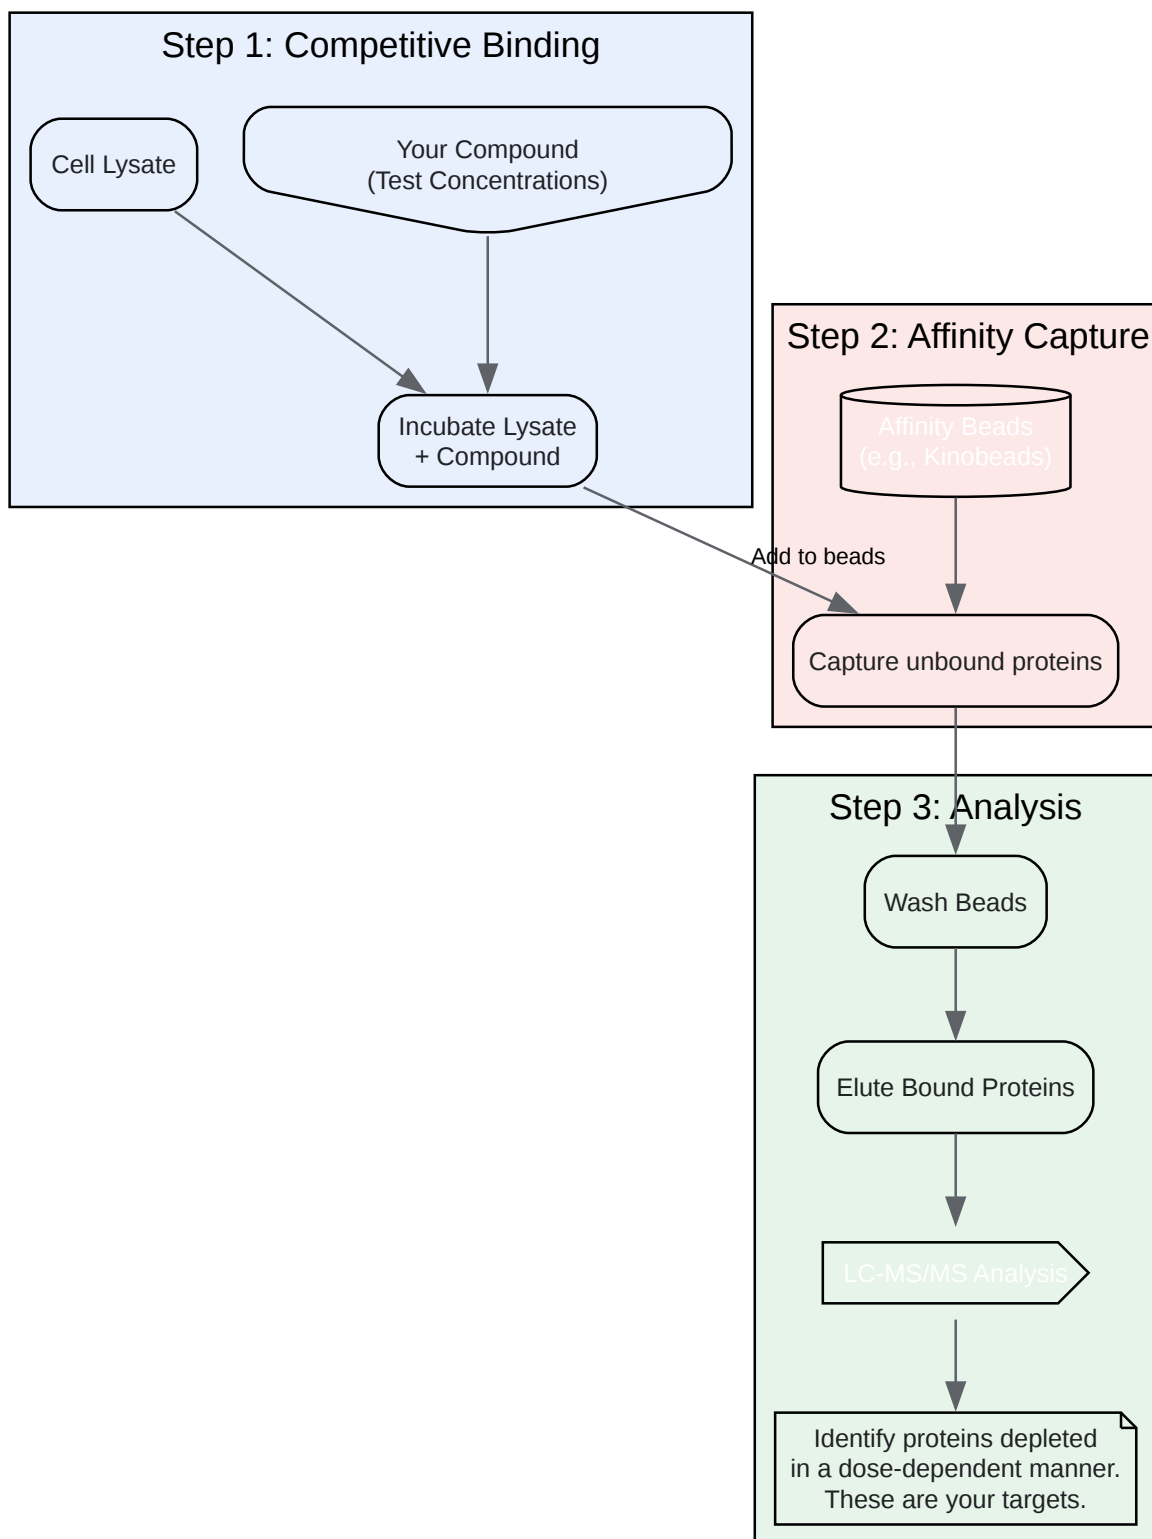 Step 1: Competitive Binding
Cell Lysate
Your Compound
(Test Concentrations)
Incubate Lysate
+ Compound
Step 2: Affinity Capture
Affinity Beads
(e.g., Kinobeads)
Add to beads
Capture unbound proteins
Step 3: Analysis
Wash Beads
Elute Bound Proteins
LC-MS/MS Analysis
Identify proteins depleted
in a dose-dependent manner.
These are your targets.